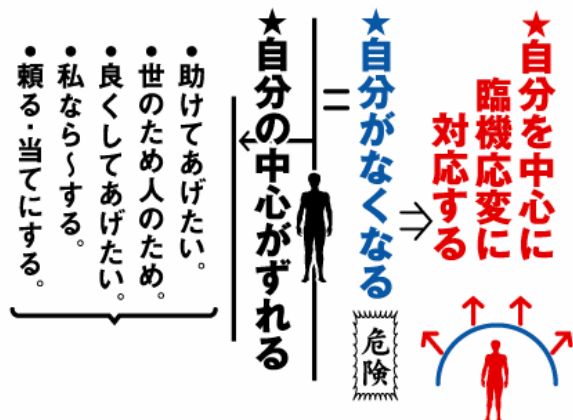 ★自分を中心に
臨機応変に
対応する
★自分がなくなる
危険
=
★自分の中心がずれる
•助けてあげたい。
•世のため人のため。
•良くしてあげたい。
•私なら～する。
•頼る・当てにする。